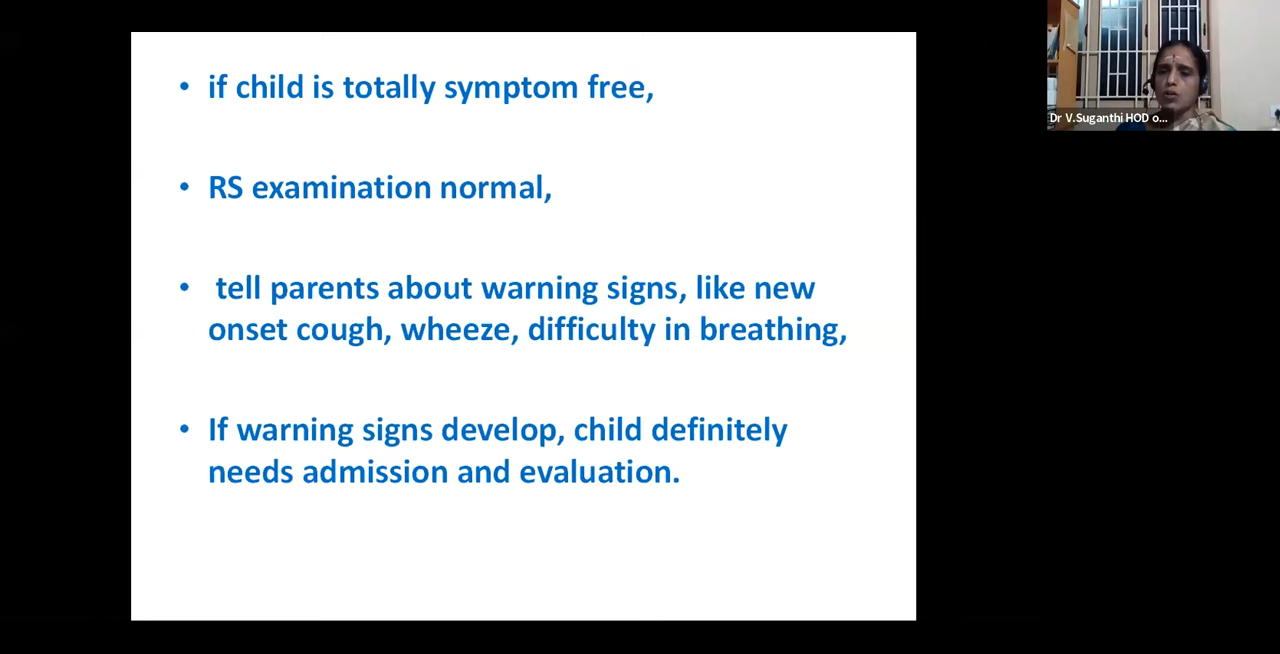 • if child is totally symptom free,
• RS examination normal,
• tell parents about warning signs, like new
onset cough, wheeze, difficulty in breathing,
• If warning signs develop, child definitely
needs admission and evaluation.
Dr V.Suganthi HOD o...